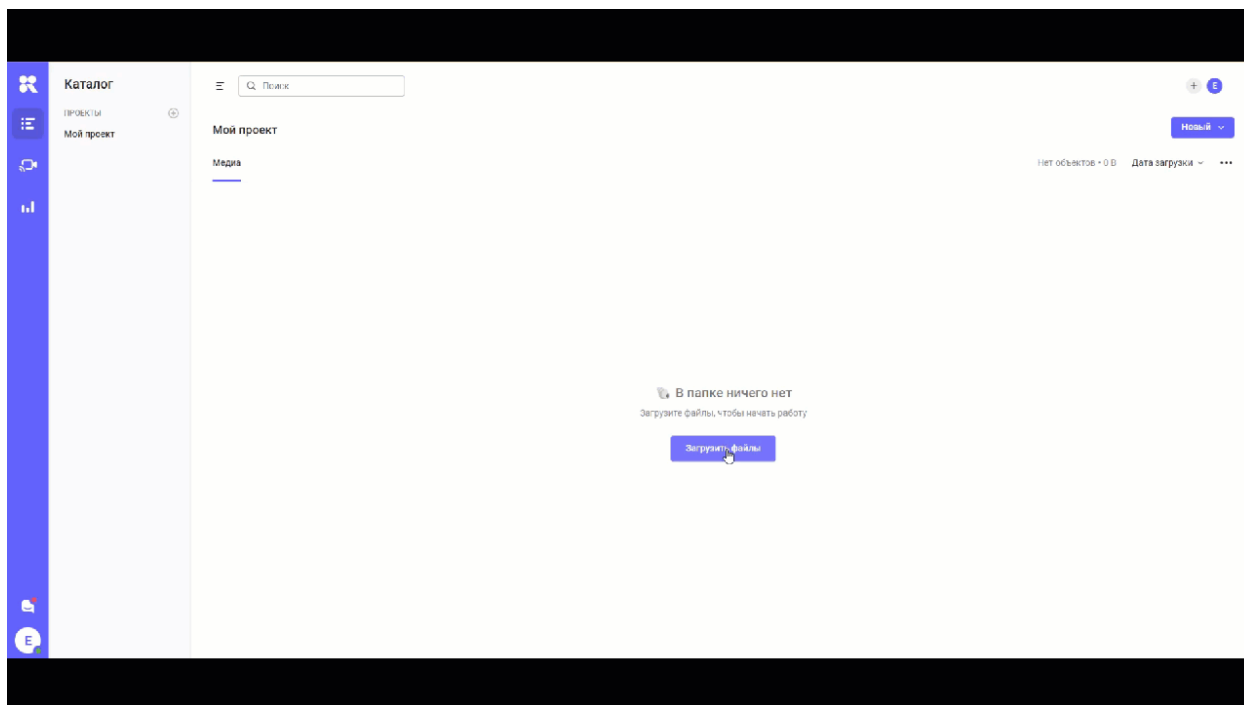 Каталог
Поиск
E
ПРОЕКТЫ
Мой проект
Мой проект
Новый
Медиа
Нет объектов • 0 B
Дата загрузки
В папке ничего нет
Загрузите файлы, чтобы начать работу
Загрузить файлы
E